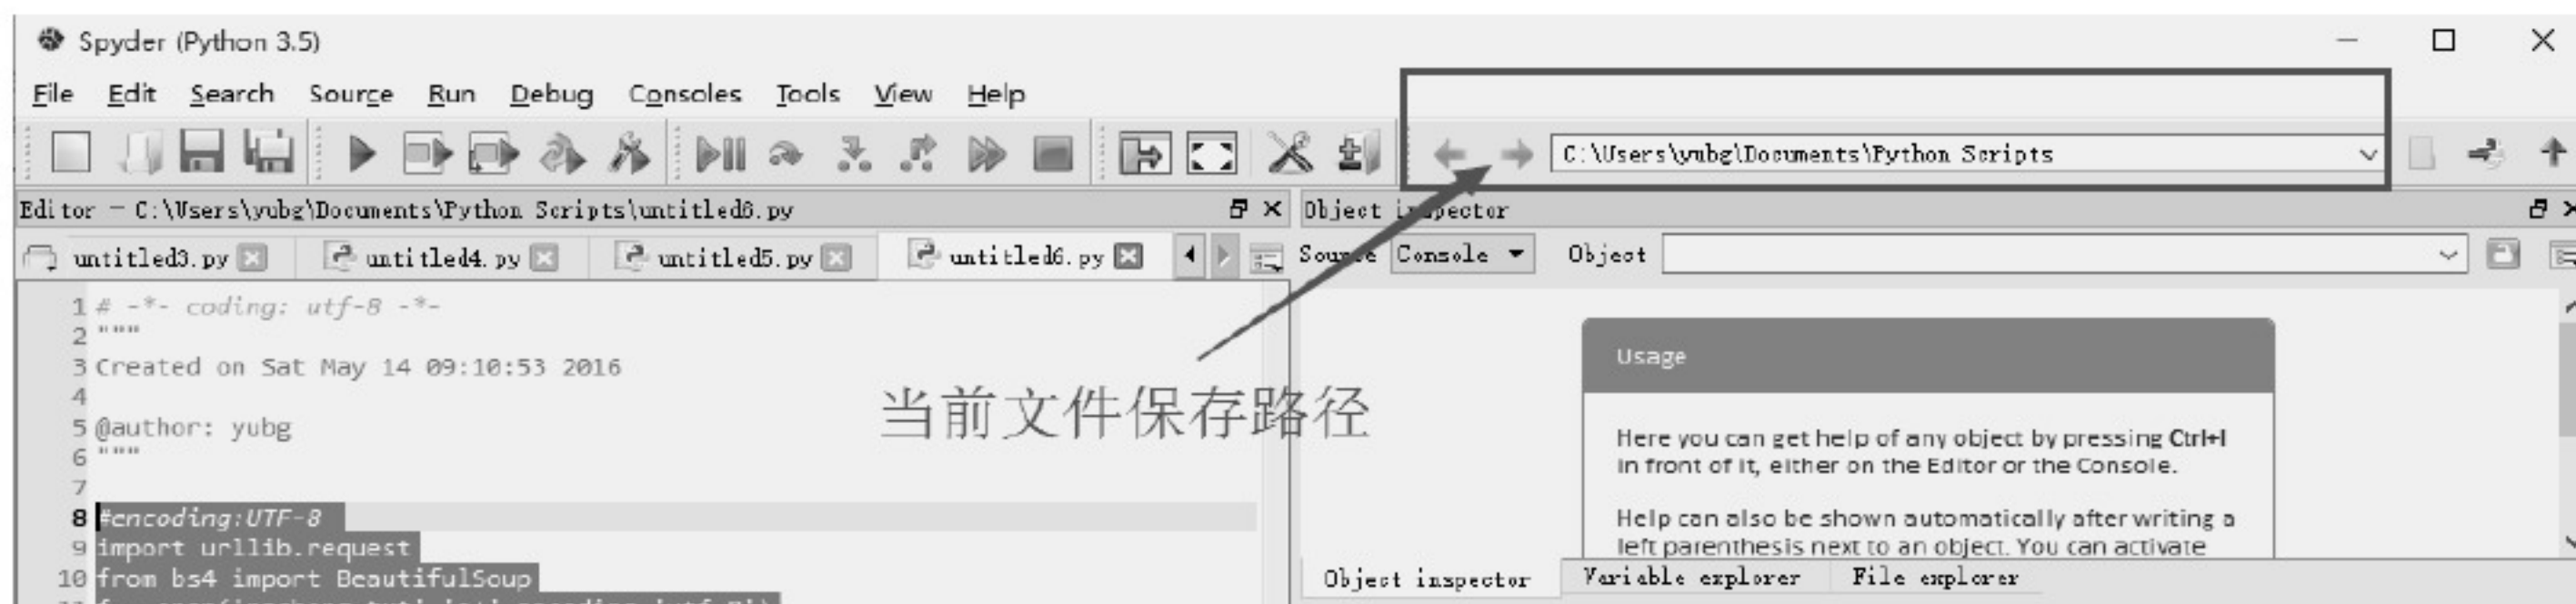 Spyder (Python 3.5)
File Edit Search Source Run Debug Consoles Tools View Help
C:\Users\yubg\Documents\Python Scripts
Editor - C:\Users\yubg\Documents\Python Scripts\untitled6.py
Object inspector
untitled3.py untitled4.py untitled5.py untitled6.py
Source Console Object
1 # -*- coding: utf-8 -*-
2 """
3 Created on Sat May 14 09:10:53 2016
4
5 @author: yubg
6 """
7
8 #encoding:UTF-8
9 import urllib.request
10 from bs4 import BeautifulSoup
当前文件保存路径
Usage
Here you can get help of any object by pressing Ctrl+I
in front of it, either on the Editor or the Console.
Help can also be shown automatically after writing a
left parenthesis next to an object. You can activate
Object inspector Variable explorer File explorer